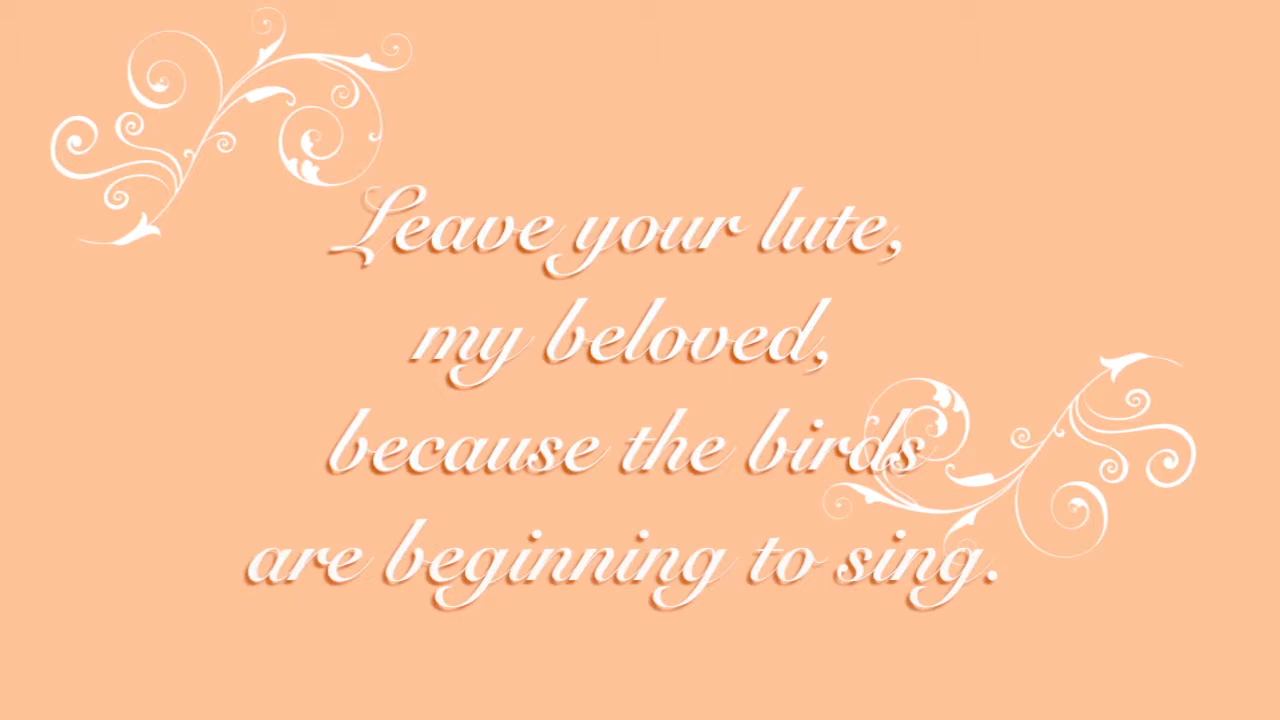 Leave your lute,
my beloved,
because the birds
are beginning to sing.